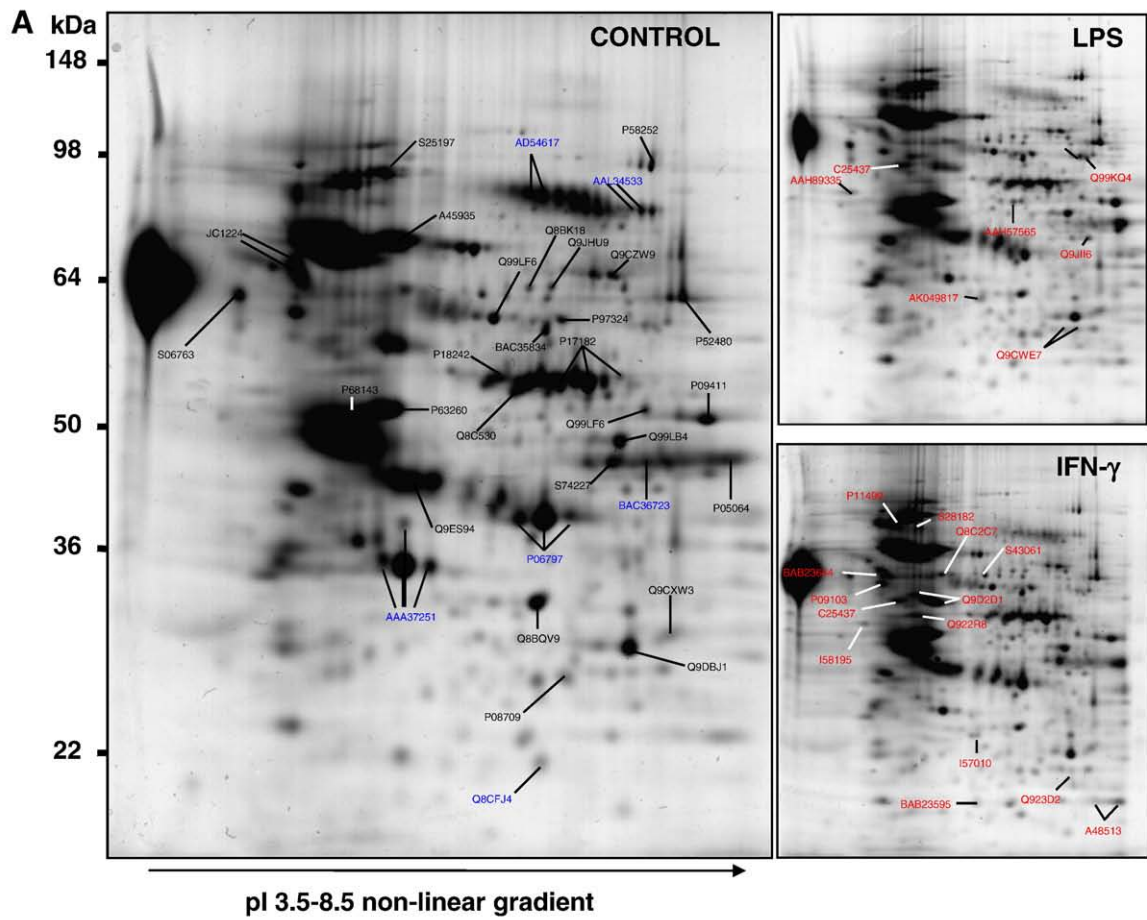 A
kDa
148
98
64
50
36
22
CONTROL
S25197
AD54617
P58252
AAL34533
A45935
JC1224
Q8BK18
Q9JHU9
Q9CZW9
Q99LF6
S06763
P97324
BAC35834
P52480
P18242
P17182
P68143
P63260
P09411
Q8C530
Q99LF6
Q99LB4
S74227
BAC36723
P05064
Q9ES94
P06797
AAA37251
Q9CXW3
Q8BQV9
Q9DBJ1
P08709
Q8CFJ4
pI 3.5-8.5 non-linear gradient
LPS
C25437
AAH89335
Q99KQ4
AAH57565
Q9JII6
AK049817
Q9CWE7
IFN-γ
P11499
S28182
Q8C2C7
S43061
BAB23684
P09103
C25437
Q9D2D1
Q922R8
I58195
I57010
BAB23595
Q923D2
A48513